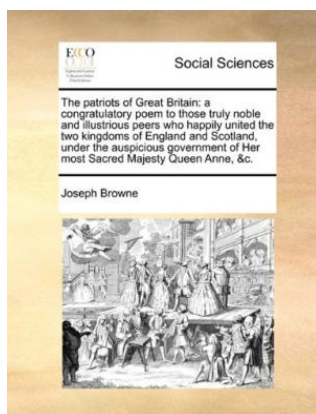 ECCO
Social Sciences
The patriots of Great Britain: a
congratulatory poem to those truly noble
and illustrious peers who happily united the
two kingdoms of England and Scotland,
under the auspicious government of Her
most Sacred Majesty Queen Anne, &c.
Joseph Browne